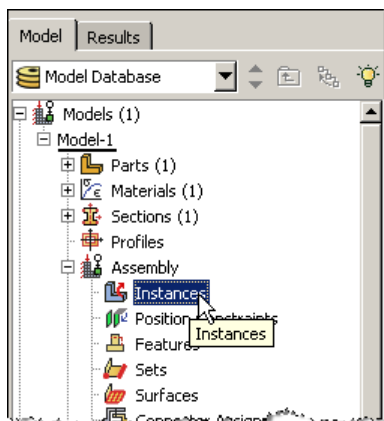 Model Results
Model Database
Models (1)
Model-1
Parts (1)
Materials (1)
Sections (1)
Profiles
Assembly
Instances
Position
Instances
Features
Sets
Surfaces
Connector